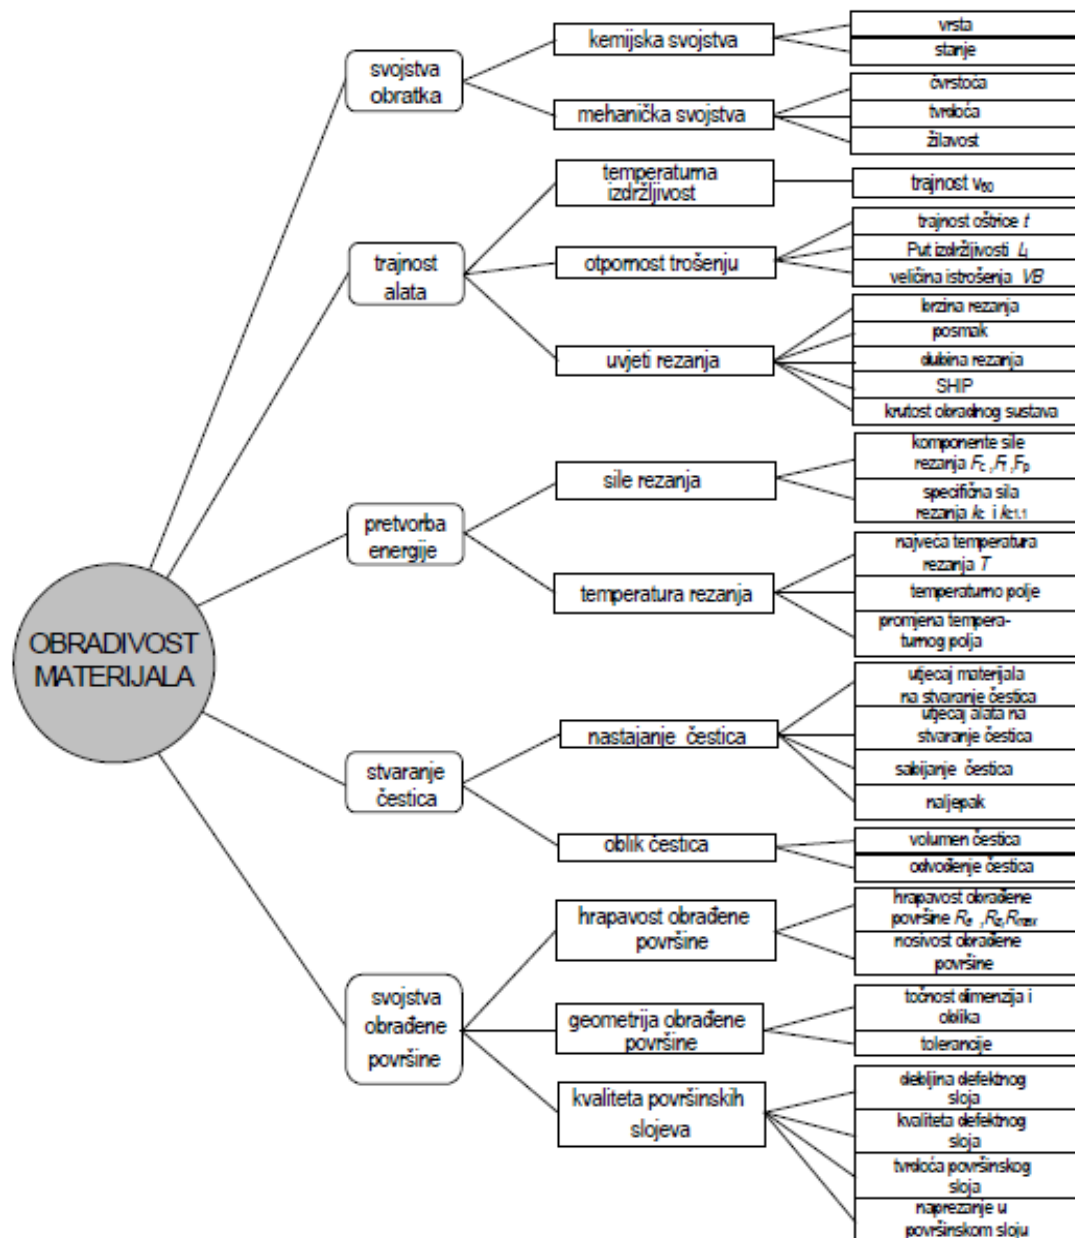 OBRADIVOST
MATERIJALA
svojstva
obratka
kemijska svojstva
vrsta
stanje
mehanička svojstva
čvrstoća
tvrdoća
žilavost
trajnost
alata
temperaturna
izdržljivost
trajnost v60
otpornost trošenju
trajnost oštrice t
Put izdržljivosti Ll
veličina istrošenja VB
uvjeti rezanja
brzina rezanja
posmak
dubina rezanja
SHIP
krutost obradnog sustava
pretvorba
energije
sile rezanja
komponente sile
rezanja Fc ,Ff ,Fp
specifična sila
rezanja kc i kc1.1
temperatura rezanja
najveća temperatura
rezanja T
temperaturno polje
promjena tempera-
turnog polja
stvaranje
čestica
nastajanje čestica
utjecaj materijala
na stvaranje čestica
utjecaj alata na
stvaranje čestica
sabijanje čestica
naljepak
oblik čestica
volumen čestica
odvođenje čestica
svojstva
obrađene
površine
hrapavost obrađene
površine
hrapavost obrađene
površine Ra ,Rz,Rmax
nosivost obrađene
površine
geometrija obrađene
površine
točnost dimenzija i
oblika
tolerancije
kvaliteta površinskih
slojeva
debljina defektnog
sloja
kvaliteta defektnog
sloja
tvrdoća površinskog
sloja
naprezanje u
površinskom sloju